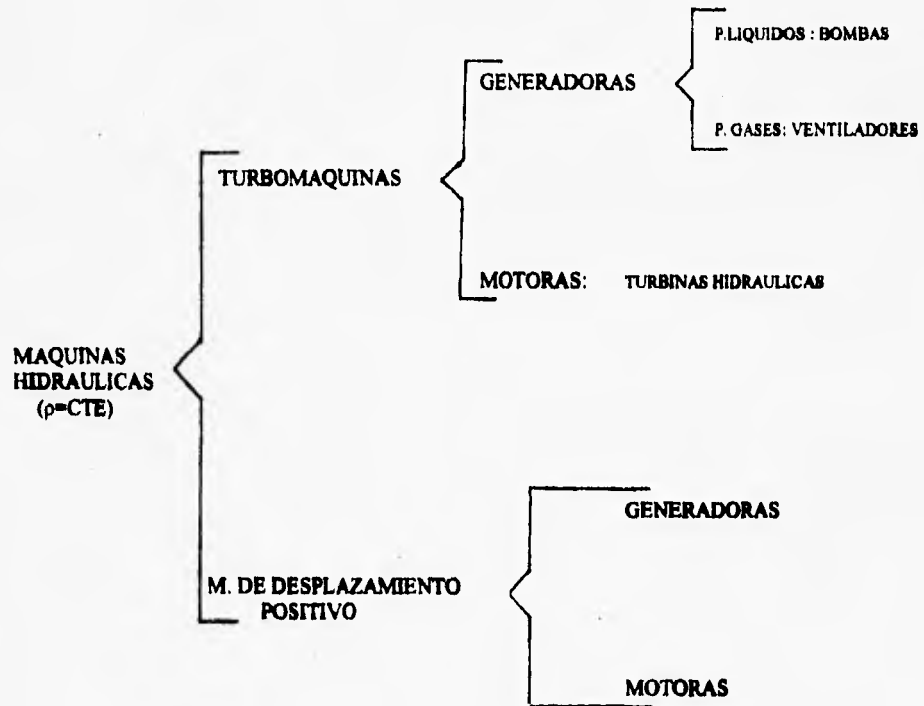 P.LIQUIDOS : BOMBAS
GENERADORAS
P. GASES: VENTILADORES
TURBOMAQUINAS
MOTORAS: TURBINAS HIDRAULICAS
MAQUINAS
HIDRAULICAS
(ρ=CTE)
GENERADORAS
M. DE DESPLAZAMIENTO
POSITIVO
MOTORAS